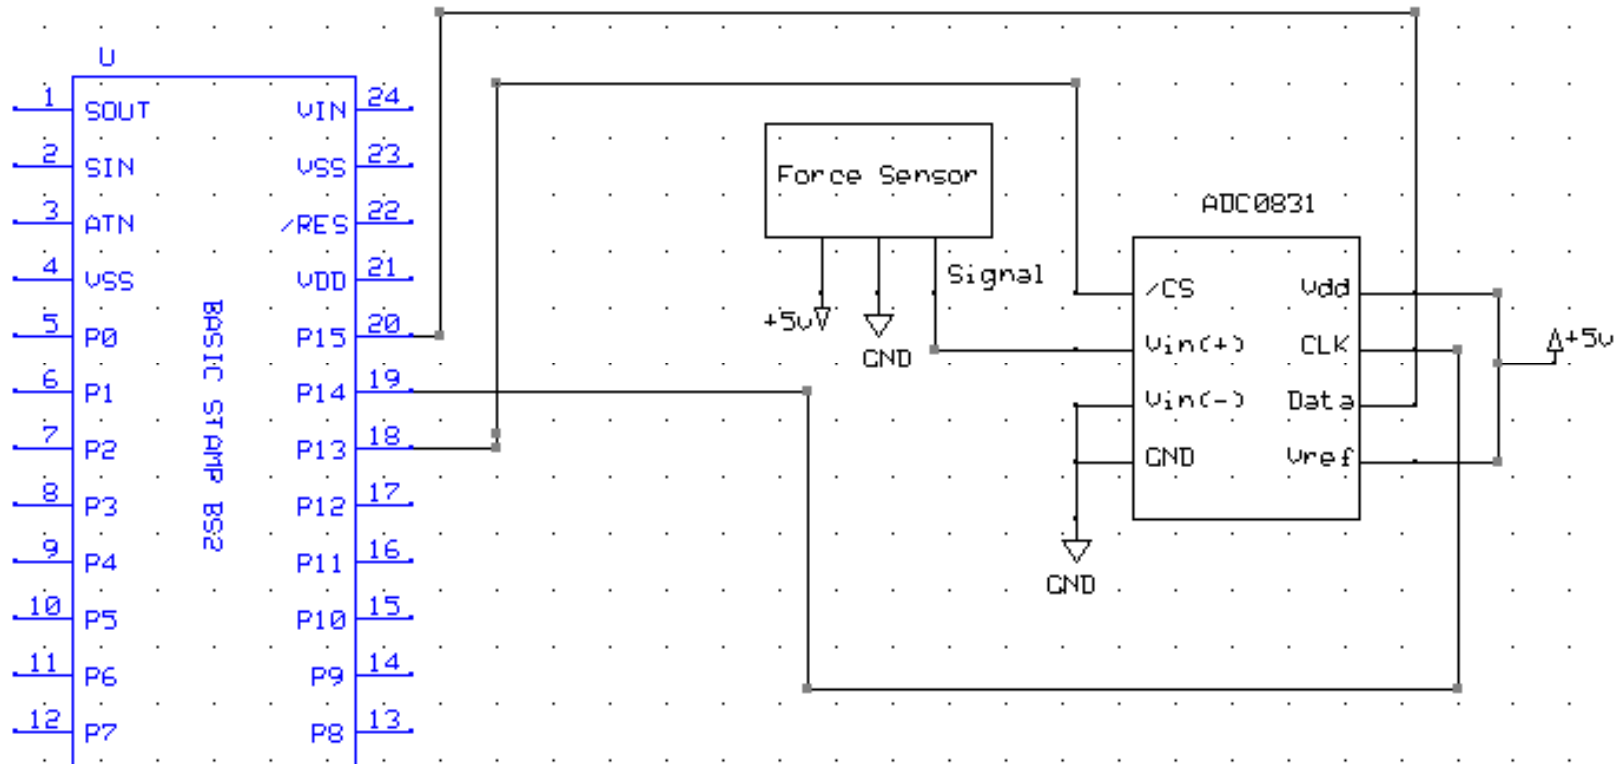 U
1 SOUT VIN 24
2 SIN VSS 23
3 ATN /RES 22
4 VSS VDD 21
5 P0 P15 20
6 P1 P14 19
7 P2 P13 18
8 P3 P12 17
9 P4 P11 16
10 P5 P10 15
11 P6 P9 14
12 P7 P8 13
BASIC STAMP BS2
Force Sensor
Signal
+5v
GND
ADC0831
/CS Vdd
Vin(+) CLK
Vin(-) Data
GND Vref
+5v
GND